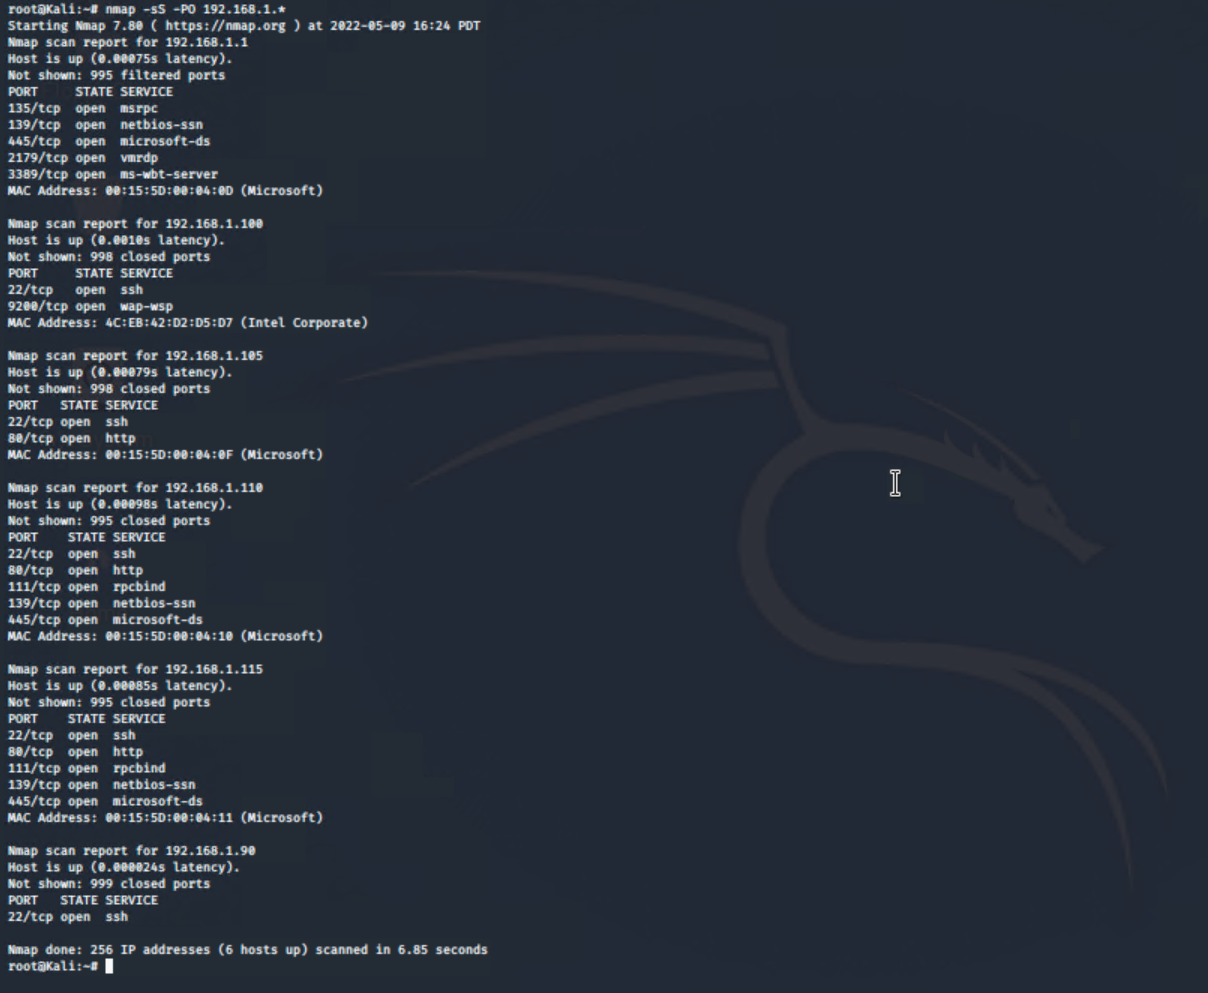 root@Kali:~# nmap -sS -PO 192.168.1.*
Starting Nmap 7.80 ( https://nmap.org ) at 2022-05-09 16:24 PDT
Nmap scan report for 192.168.1.1
Host is up (0.00075s latency).
Not shown: 995 filtered ports
PORT     STATE SERVICE
135/tcp  open  msrpc
139/tcp  open  netbios-ssn
445/tcp  open  microsoft-ds
2179/tcp open  vmrdp
3389/tcp open  ms-wbt-server
MAC Address: 00:15:5D:00:04:0D (Microsoft)

Nmap scan report for 192.168.1.100
Host is up (0.0010s latency).
Not shown: 998 closed ports
PORT     STATE SERVICE
22/tcp   open  ssh
9200/tcp open  wap-wsp
MAC Address: 4C:EB:42:D2:D5:D7 (Intel Corporate)

Nmap scan report for 192.168.1.105
Host is up (0.00079s latency).
Not shown: 998 closed ports
PORT   STATE SERVICE
22/tcp open  ssh
80/tcp open  http
MAC Address: 00:15:5D:00:04:0F (Microsoft)

Nmap scan report for 192.168.1.110
Host is up (0.00098s latency).
Not shown: 995 closed ports
PORT    STATE SERVICE
22/tcp  open  ssh
80/tcp  open  http
111/tcp open  rpcbind
139/tcp open  netbios-ssn
445/tcp open  microsoft-ds
MAC Address: 00:15:5D:00:04:10 (Microsoft)

Nmap scan report for 192.168.1.115
Host is up (0.00085s latency).
Not shown: 995 closed ports
PORT    STATE SERVICE
22/tcp  open  ssh
80/tcp  open  http
111/tcp open  rpcbind
139/tcp open  netbios-ssn
445/tcp open  microsoft-ds
MAC Address: 00:15:5D:00:04:11 (Microsoft)

Nmap scan report for 192.168.1.90
Host is up (0.000024s latency).
Not shown: 999 closed ports
PORT   STATE SERVICE
22/tcp open  ssh

Nmap done: 256 IP addresses (6 hosts up) scanned in 6.85 seconds
root@Kali:~#